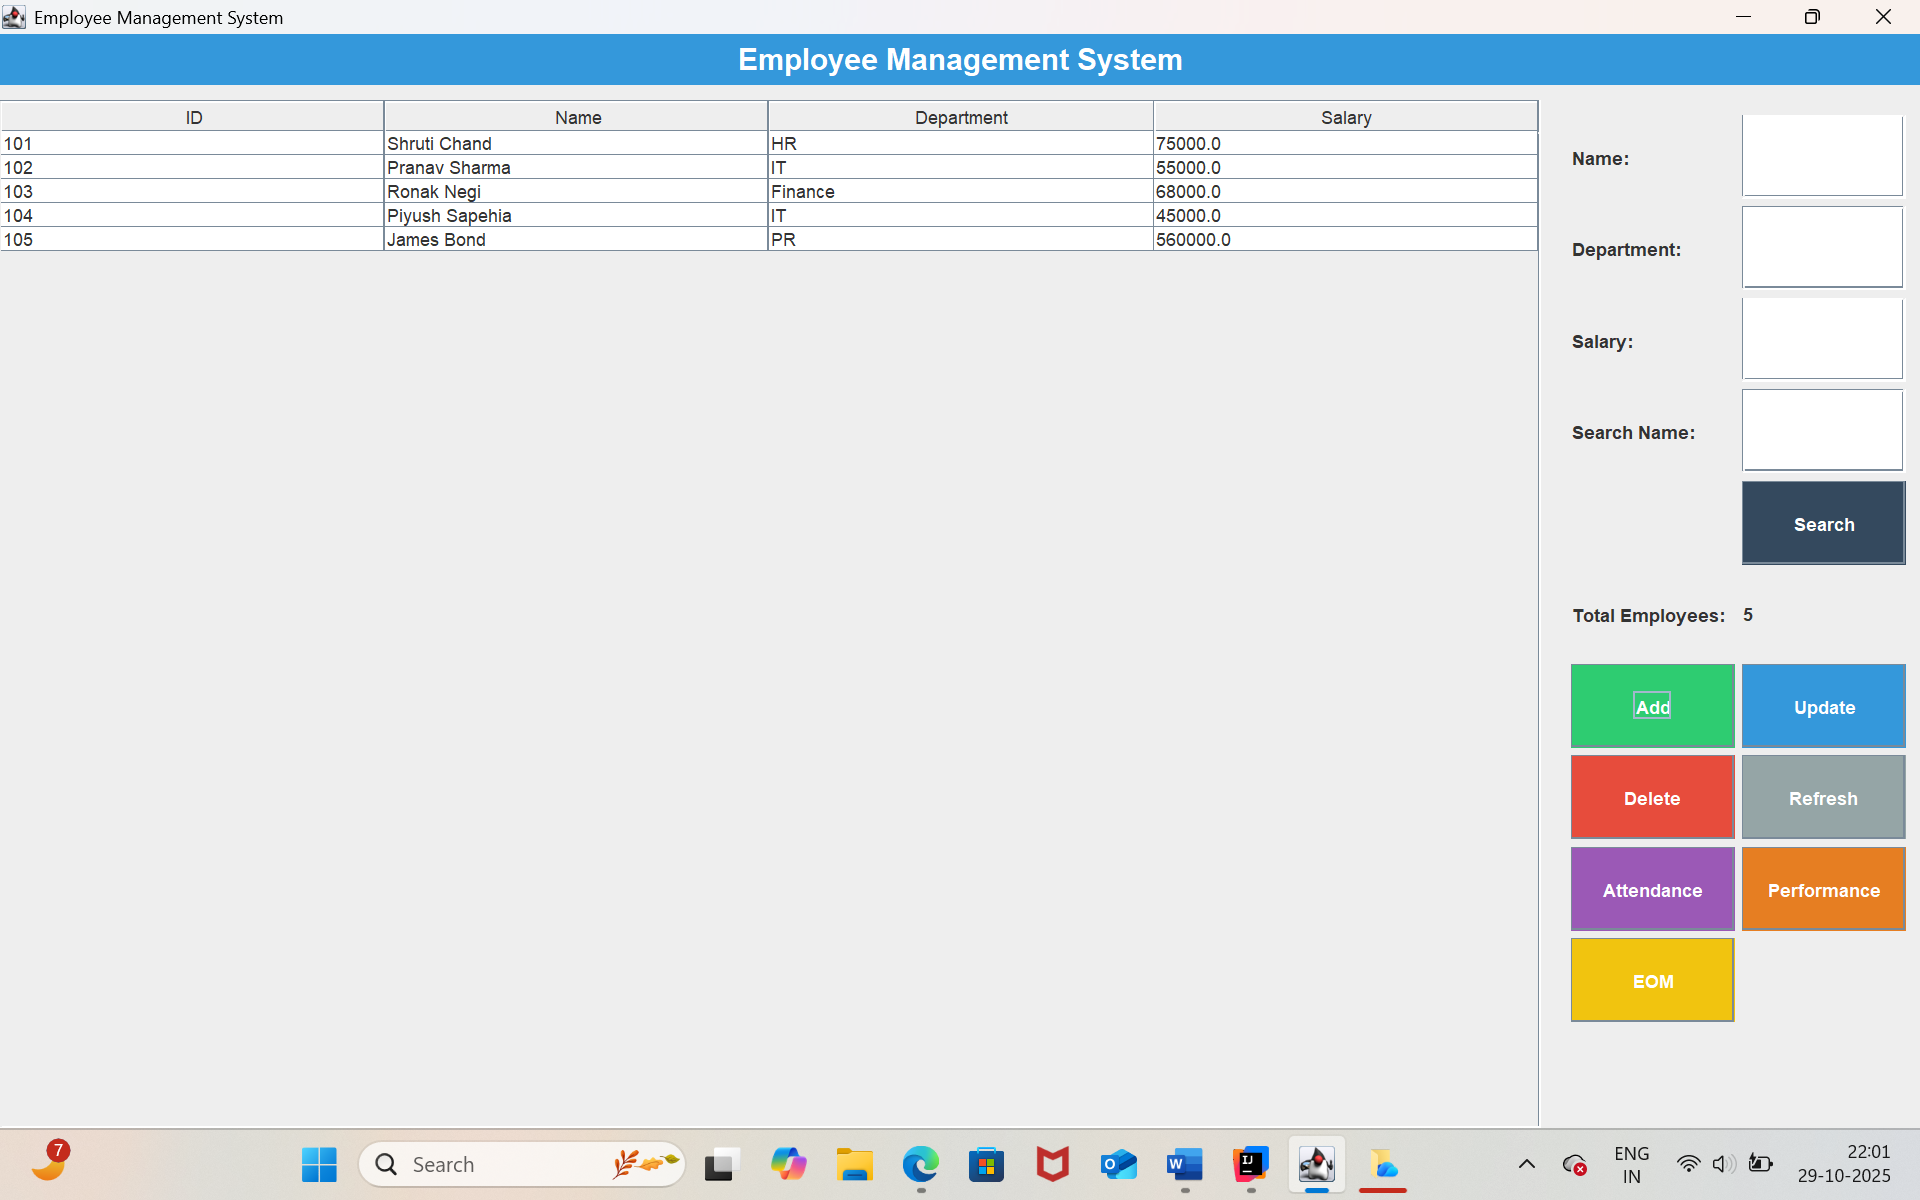 Employee Management System
Employee Management System
ID Name Department Salary
101 Shruti Chand HR 75000.0
102 Pranav Sharma IT 55000.0
103 Ronak Negi Finance 68000.0
104 Piyush Sapehia IT 45000.0
105 James Bond PR 560000.0
Name:
Department:
Salary:
Search Name:
Search
Total Employees: 5
Add Update
Delete Refresh
Attendance Performance
EOM
7
Search
W
IJ
ENG
IN
22:01
29-10-2025